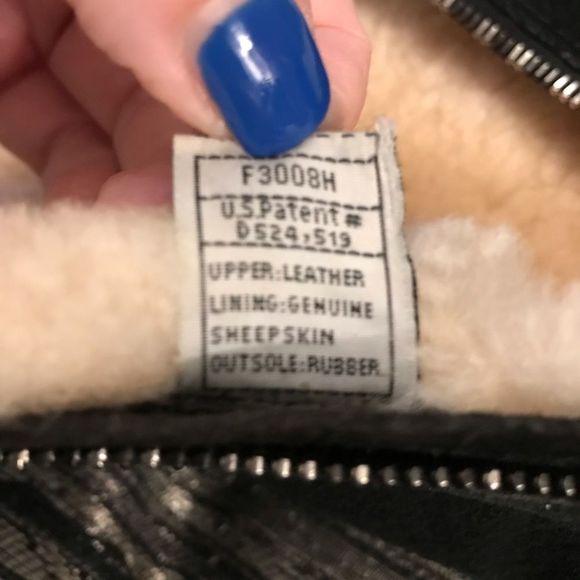 F3008H
U.S.Patent #
D524,519
UPPER:LEATHER
LINING:GENUINE
SHEEPSKIN
OUTSOLE:RUBBER